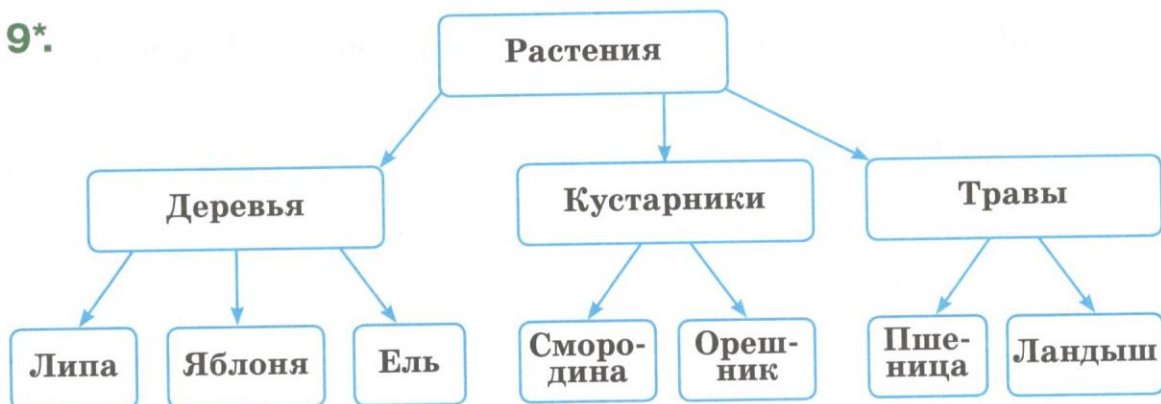 9*.
Растения
Деревья
Кустарники
Травы
Липа
Яблоня
Ель
Сморо-
дина
Ореш-
ник
Пше-
ница
Ландыш